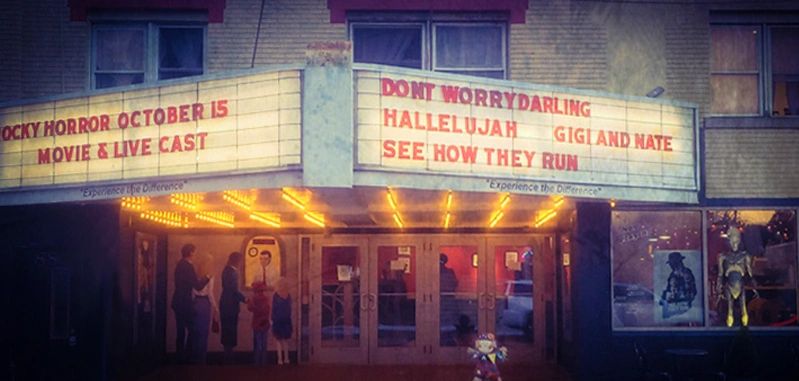 OCKY HORROR OCTOBER 15
MOVIE & LIVE CAST
"Experience the Difference"
DONT WORRYDARLING
HALLELUJAH GIGI AND NATE
SEE HOW THEY RUN
"Experience the Difference"